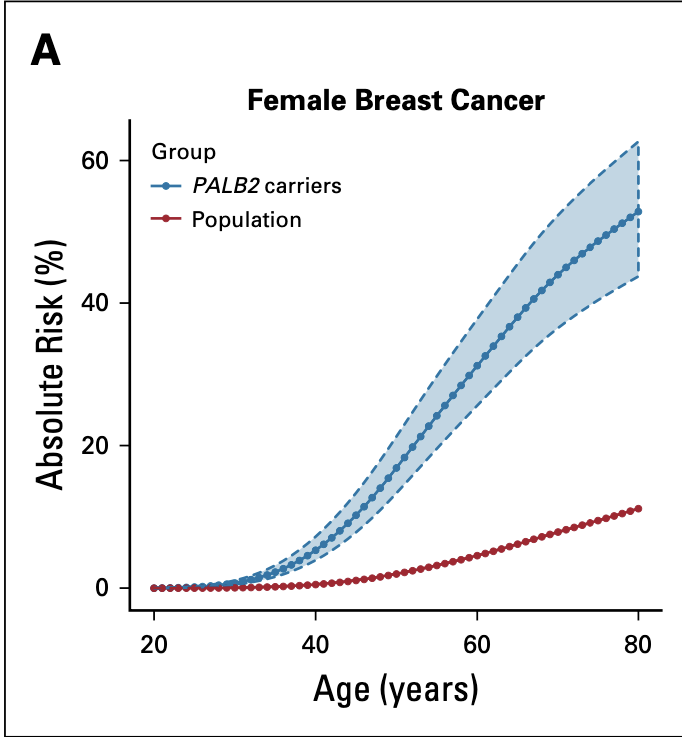 A
Female Breast Cancer
Group
PALB2 carriers
Population
Absolute Risk (%)
60
40
20
0
20 40 60 80
Age (years)